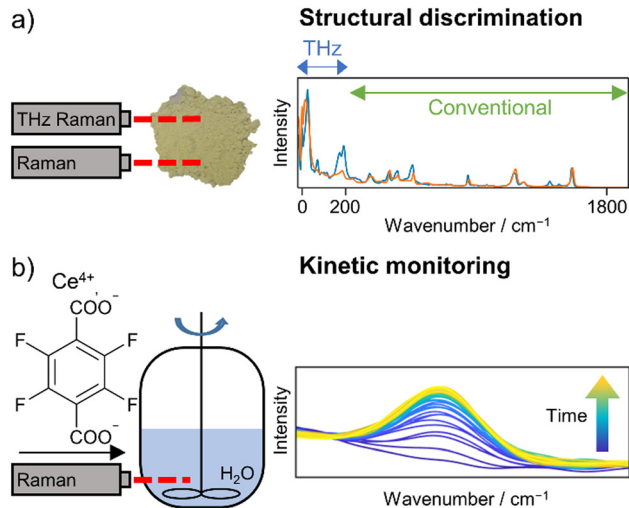 a)
Structural discrimination
THz
Conventional
THz Raman
Raman
Intensity
0
200
1800
Wavenumber / cm⁻¹
b)
Kinetic monitoring
Ce⁴⁺
COO⁻
F
F
F
F
COO⁻
Raman
H₂O
Intensity
Time
Wavenumber / cm⁻¹